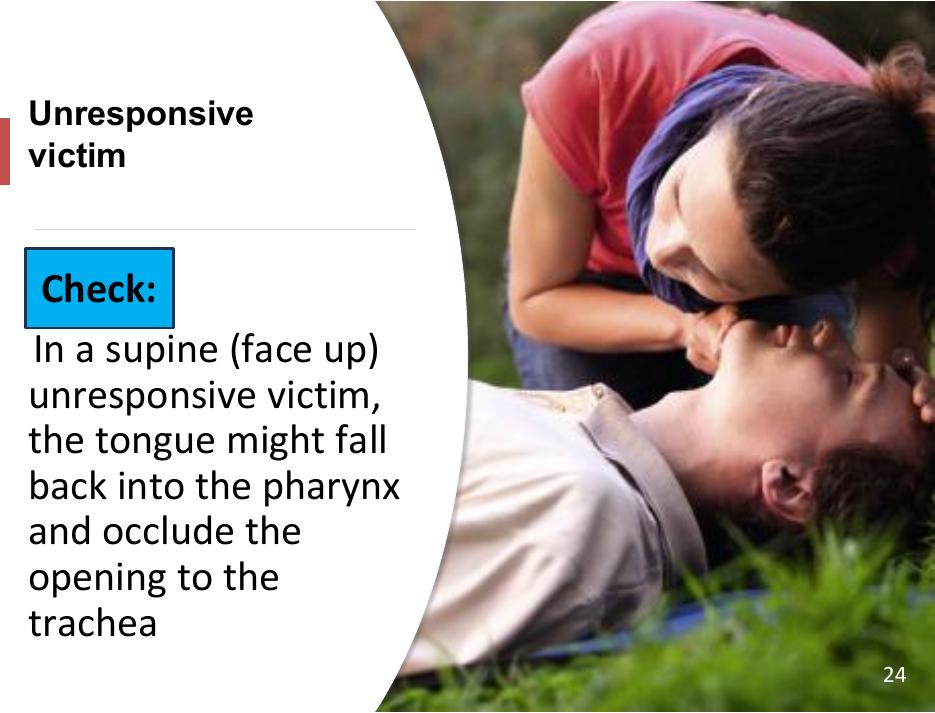 Unresponsive
victim
Check:
In a supine (face up)
unresponsive victim,
the tongue might fall
back into the pharynx
and occlude the
opening to the
trachea
24